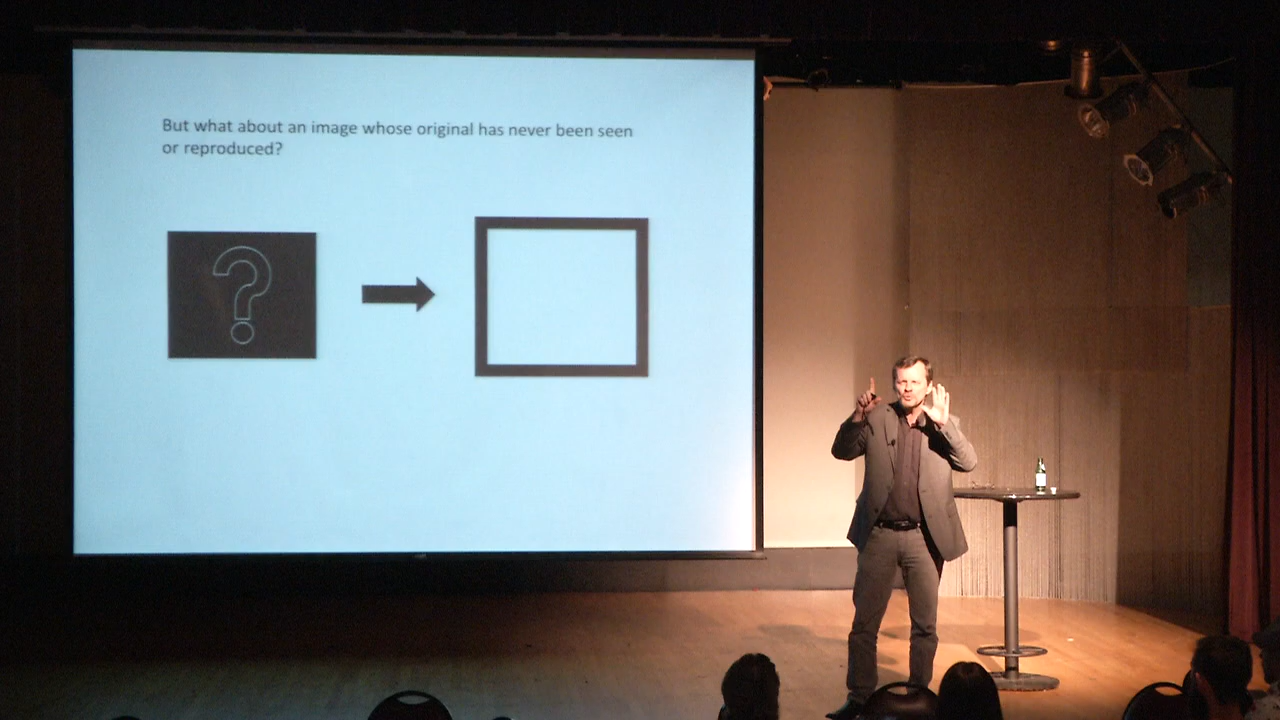 But what about an image whose original has never been seen
or reproduced?
?